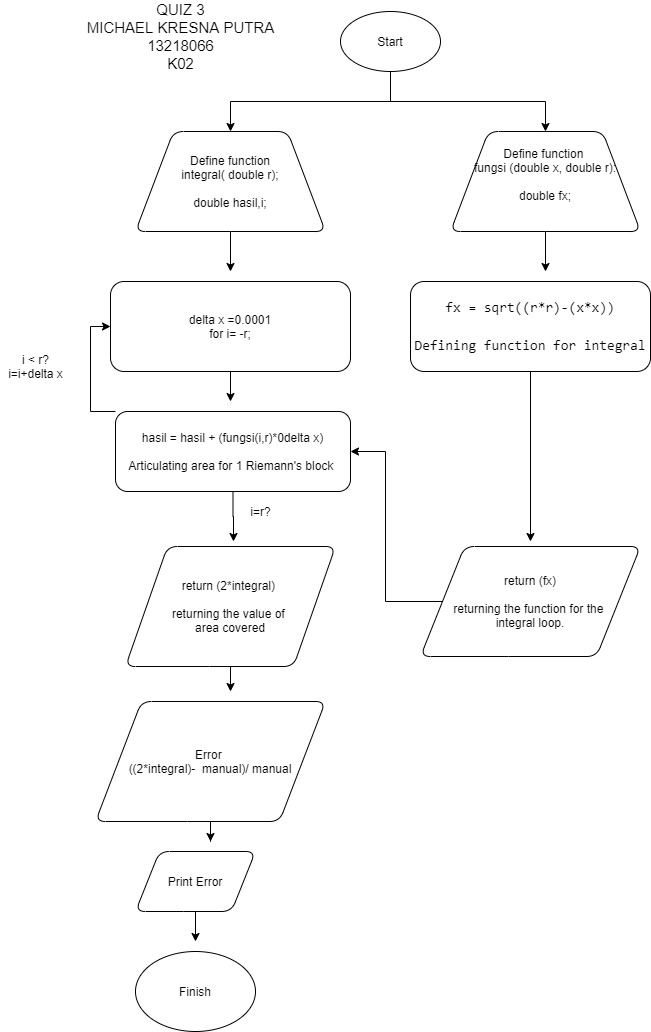 QUIZ 3
MICHAEL KRESNA PUTRA
13218066
K02
Start
Define function
integral( double r);
double hasil,i;
Define function
fungsi (double x, double r):
double fx;
delta x =0.0001
for i= -r;
fx = sqrt((r*r)-(x*x))
Defining function for integral
i < r?
i=i+delta x
hasil = hasil + (fungsi(i,r)*0delta x)
Articulating area for 1 Riemann's block
i=r?
return (2*integral)
returning the value of
area covered
return (fx)
returning the function for the
integral loop.
Error
((2*integral)- manual)/ manual
Print Error
Finish